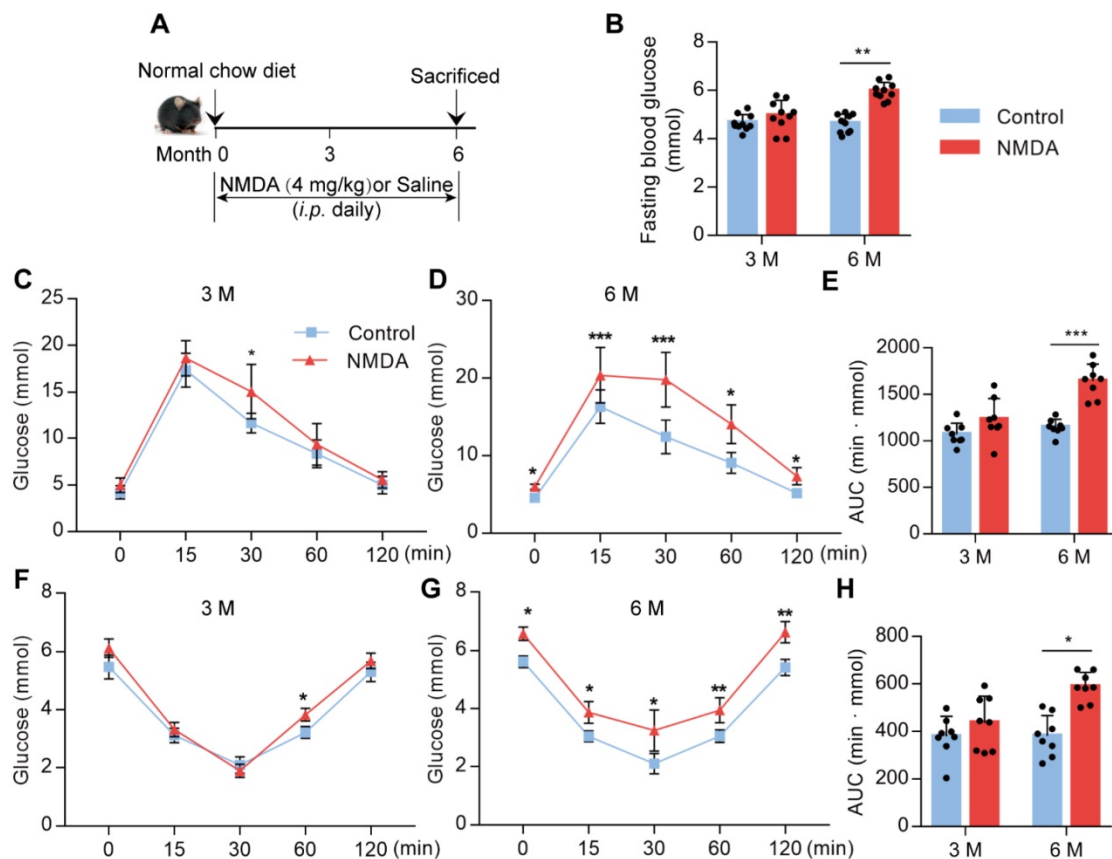 A
Normal chow diet
Sacrificed
Month 0 3 6
NMDA (4 mg/kg) or Saline
(i.p. daily)
B
Fasting blood glucose
(mmol)
8
6
4
2
0
**
3 M 6 M
Control
NMDA
C
3 M
Glucose (mmol)
25
20
15
10
5
0
*
Control
NMDA
0 15 30 60 120 (min)
D
6 M
Glucose (mmol)
30
20
10
0
* *** *** * *
0 15 30 60 120 (min)
E
AUC (min · mmol)
2000
1500
1000
500
0
***
3 M 6 M
F
3 M
Glucose (mmol)
8
6
4
2
0
*
0 15 30 60 120 (min)
G
6 M
Glucose (mmol)
8
6
4
2
0
* * * ** **
0 15 30 60 120 (min)
H
AUC (min · mmol)
800
600
400
200
0
*
3 M 6 M